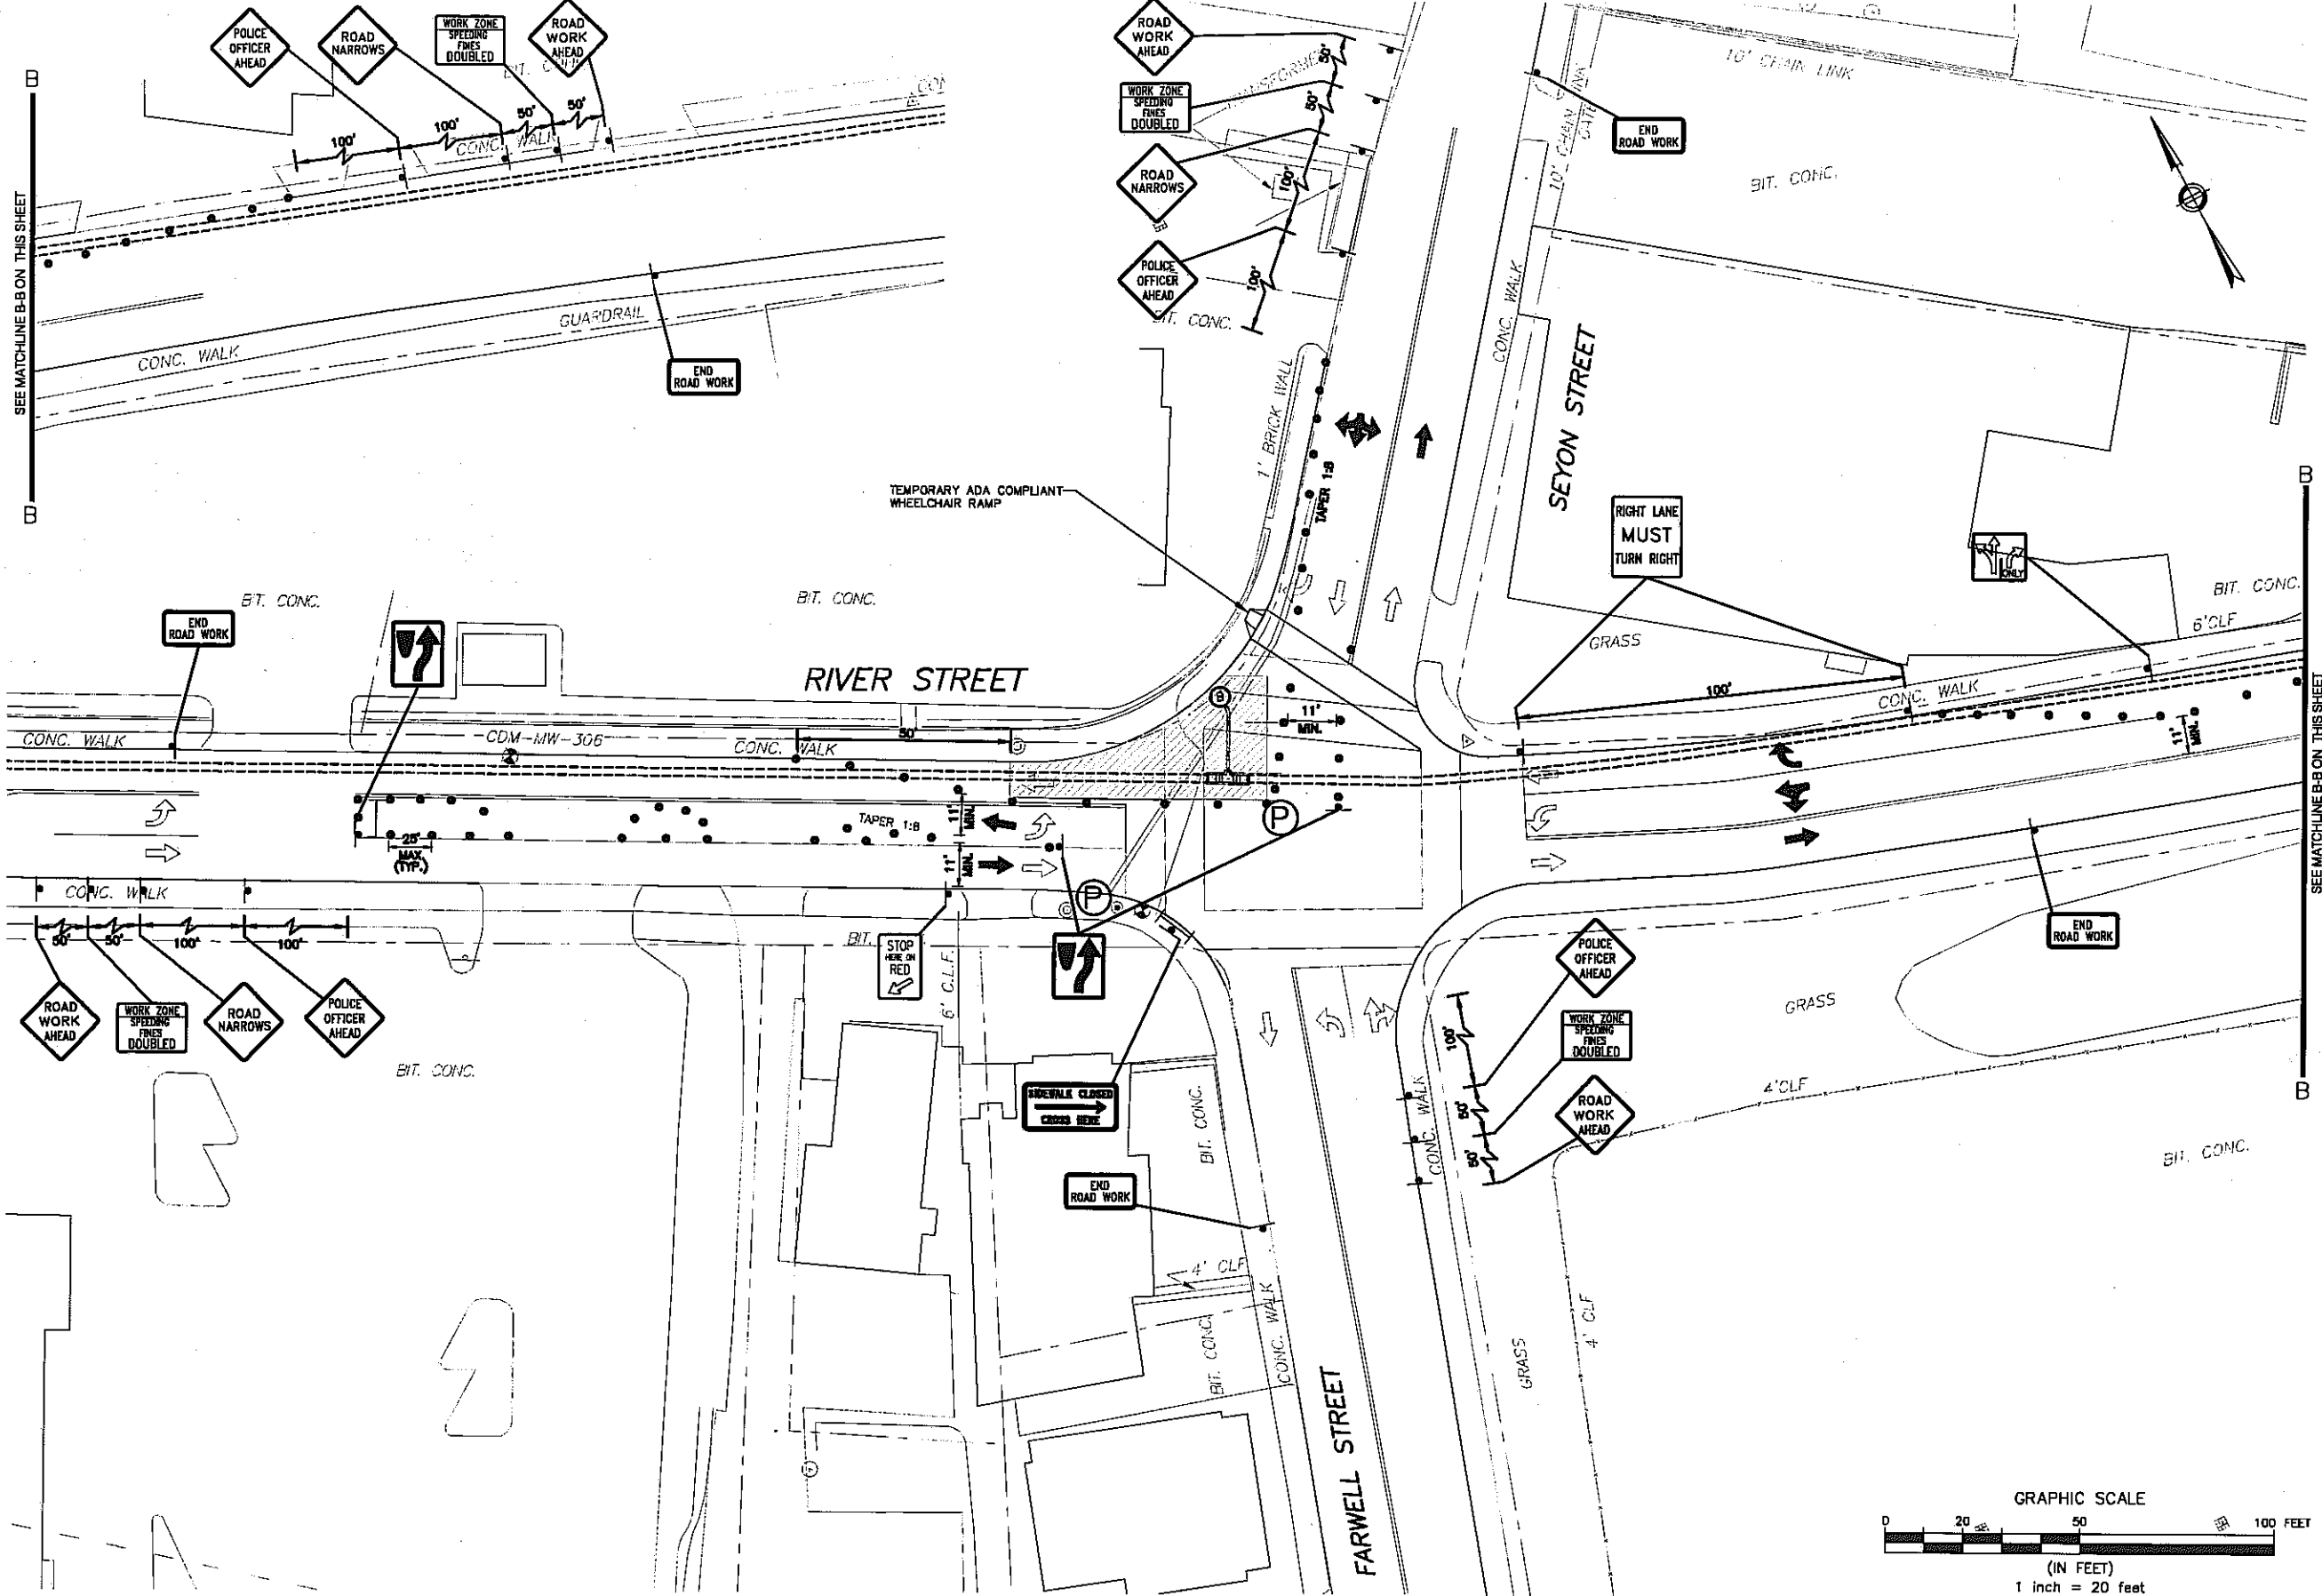 POLICE
OFFICER
AHEAD
ROAD
NARROWS
WORK ZONE
SPEEDING
FINES
DOUBLED
ROAD
WORK
AHEAD
BIT. CONC.
100'
100'
50'
50'
CONC. WALK
B
SEE MATCHLINE B-B ON THIS SHEET
B
CONC. WALK
GUARDRAIL
END
ROAD WORK
ROAD
WORK
AHEAD
WORK ZONE
SPEEDING
FINES
DOUBLED
ROAD
NARROWS
POLICE
OFFICER
AHEAD
50'
50'
100'
100'
BIT. CONC.
END
ROAD WORK
10' CHAIN LINK
10' CHAIN LINK
GATE
BIT. CONC.
CONC. WALK
SEYON STREET
1' BRICK WALL
TAPER 1:8
TEMPORARY ADA COMPLIANT
WHEELCHAIR RAMP
RIGHT LANE
MUST
TURN RIGHT
ONLY
B
SEE MATCHLINE B-B ON THIS SHEET
B
BIT. CONC.
6' CLF
GRASS
100'
CONC. WALK
11'
MIN.
BIT. CONC.
BIT. CONC.
END
ROAD WORK
RIVER STREET
CONC. WALK
CDM-MW-306
CONC. WALK
50'
B
11'
MIN.
P
25'
MAX.
(TYP.)
TAPER 1:8
11'
MIN.
11'
MIN.
CONC. WALK
50'
50'
100'
100'
P
BIT.
STOP
HERE ON
RED
6' C.L.F.
ROAD
WORK
AHEAD
WORK ZONE
SPEEDING
FINES
DOUBLED
ROAD
NARROWS
POLICE
OFFICER
AHEAD
BIT. CONC.
SIDEWALK CLOSED
CROSS HERE
END
ROAD WORK
BIT. CONC.
4' CLF
BIT. CONC.
CONC. WALK
FARWELL STREET
POLICE
OFFICER
AHEAD
WORK ZONE
SPEEDING
FINES
DOUBLED
ROAD
WORK
AHEAD
100'
50'
50'
CONC. WALK
CONC. WALK
END
ROAD WORK
GRASS
4' CLF
BIT. CONC.
4' CLF
GRASS
GRAPHIC SCALE
0 20 50 100 FEET
(IN FEET)
1 inch = 20 feet